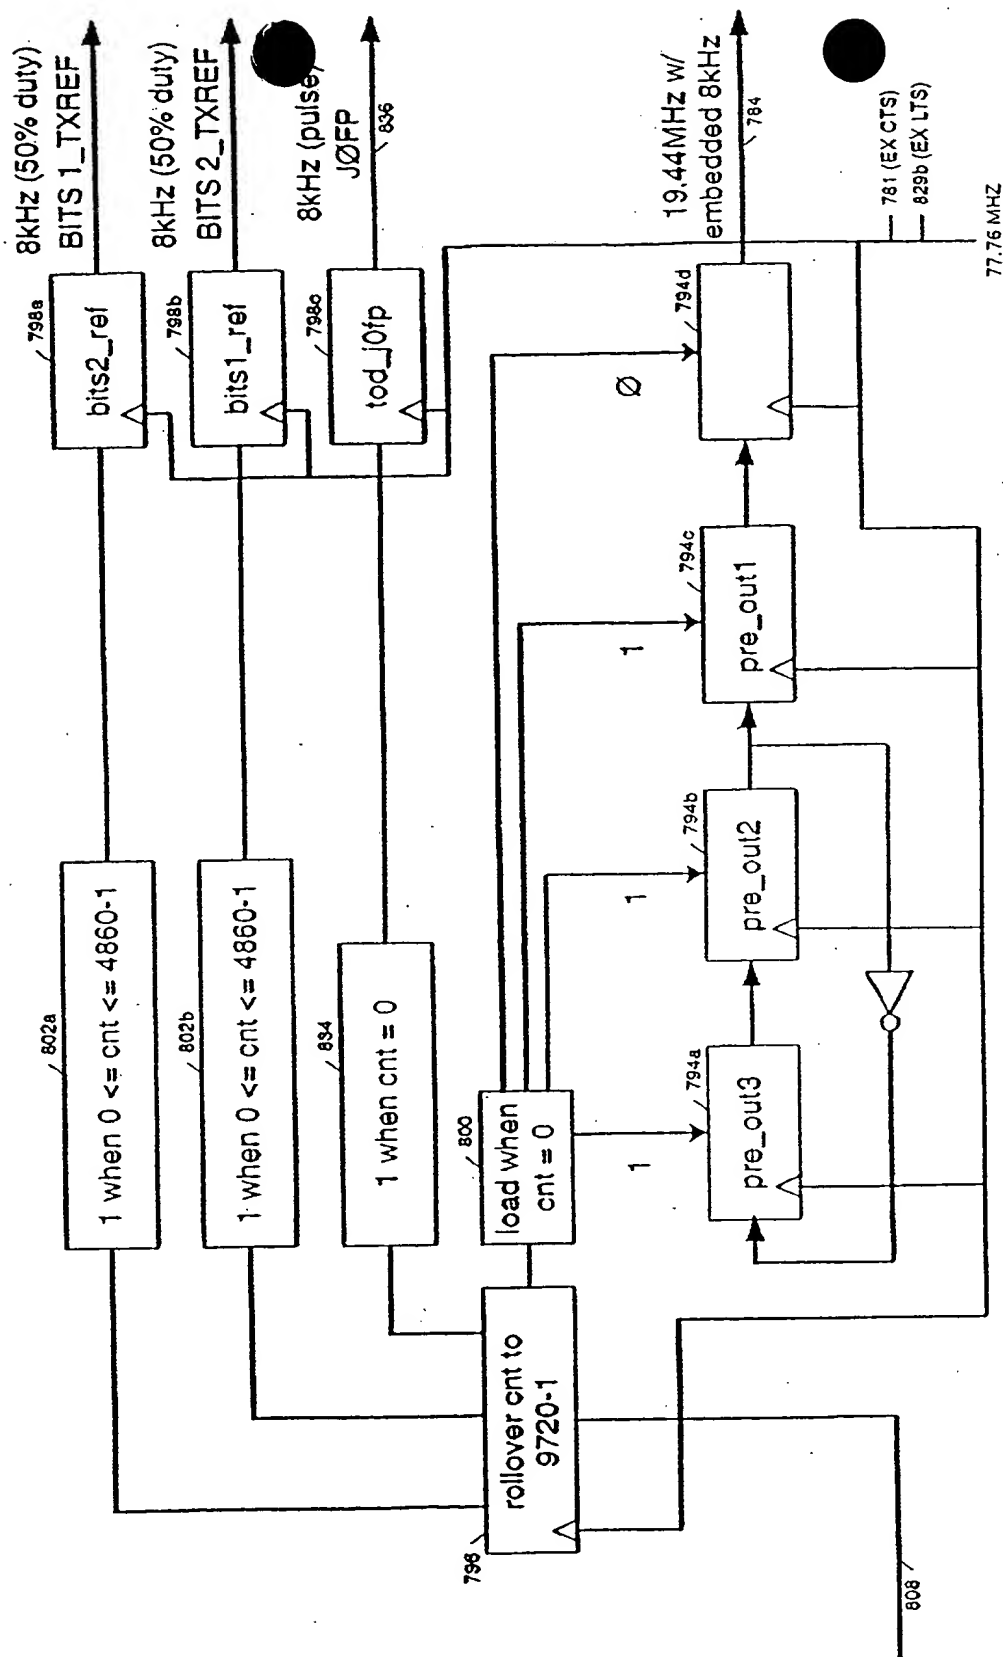 8kHz (50% duty)
BITS 1_TXREF
798a
bits2_ref
802a
1 when 0 <= cnt <= 4860-1
8kHz (50% duty)
BITS 2_TXREF
798b
bits1_ref
802b
1 when 0 <= cnt <= 4860-1
8kHz (pulse)
JØFP
836
798c
tod_j0fp
834
1 when cnt = 0
796
rollover cnt to
9720-1
800
load when
cnt = 0
1
1
1
Ø
794a
pre_out3
794b
pre_out2
794c
pre_out1
794d
19.44MHz w/
embedded 8kHz
784
781 (EX CTS)
829b (EX LTS)
77.76 MHZ
808